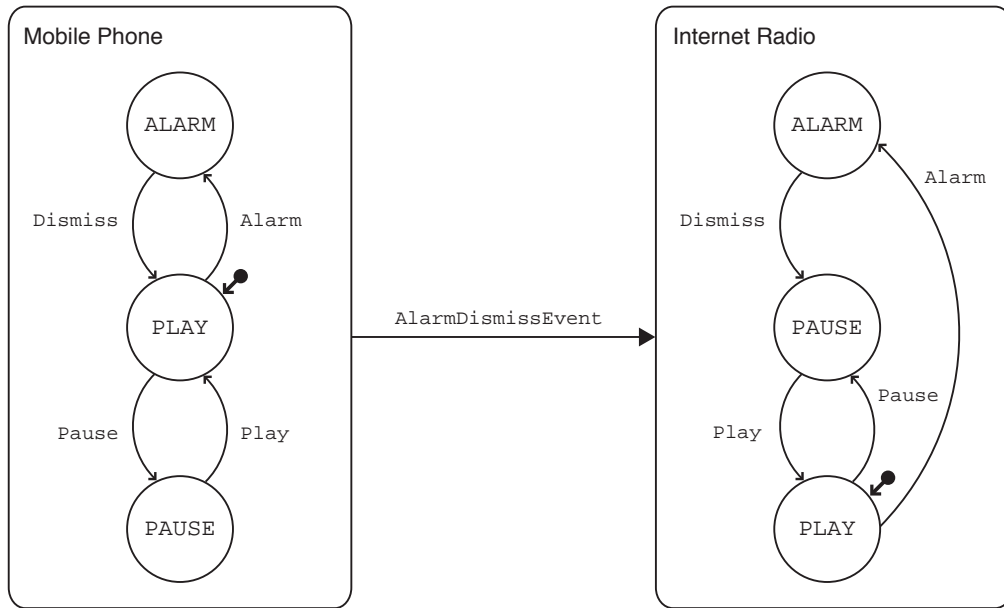 Mobile Phone
ALARM
Dismiss
Alarm
PLAY
Pause
Play
PAUSE
AlarmDismissEvent
Internet Radio
ALARM
Alarm
Dismiss
PAUSE
Pause
Play
PLAY